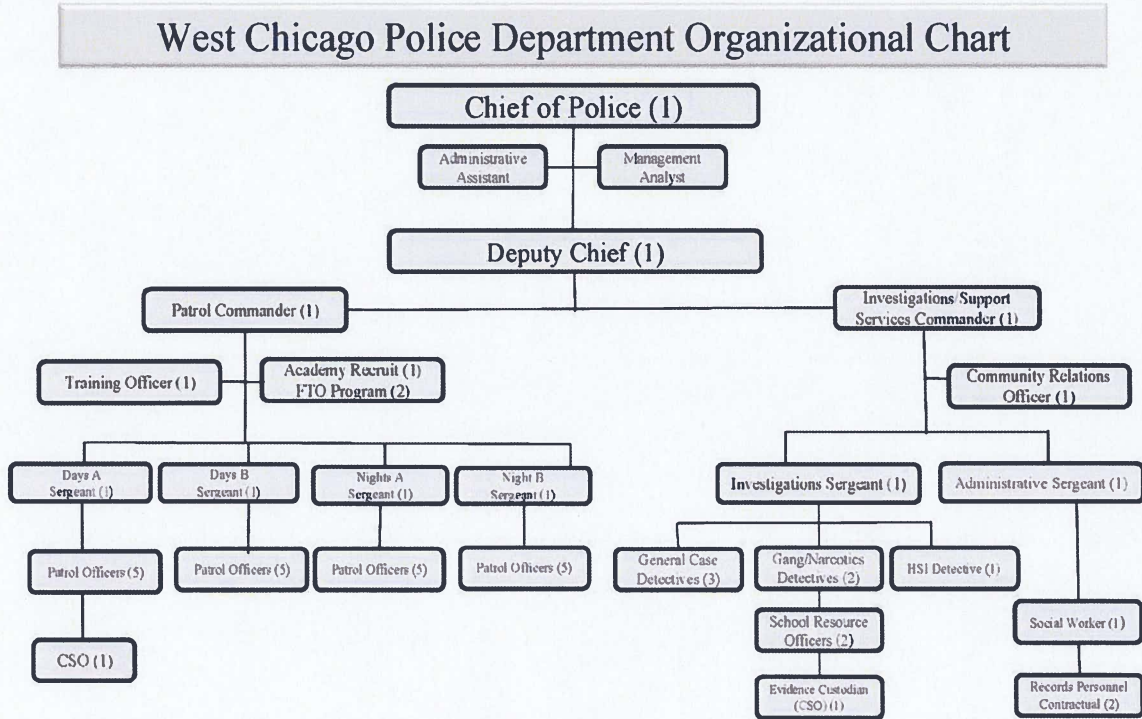 West Chicago Police Department Organizational Chart
Chief of Police (1)
Administrative
Assistant
Management
Analyst
Deputy Chief (1)
Patrol Commander (1)
Investigations/Support
Services Commander (1)
Training Officer (1)
Academy Recruit (1)
FTO Program (2)
Community Relations
Officer (1)
Days A
Sergeant (1)
Days B
Sergeant (1)
Nights A
Sergeant (1)
Night B
Sergeant (1)
Investigations Sergeant (1)
Administrative Sergeant (1)
Patrol Officers (5)
Patrol Officers (5)
Patrol Officers (5)
Patrol Officers (5)
General Case
Detectives (3)
Gang/Narcotics
Detectives (2)
HSI Detective (1)
CSO (1)
School Resource
Officers (2)
Social Worker (1)
Evidence Custodian
(CSO) (1)
Records Personnel
Contractual (2)